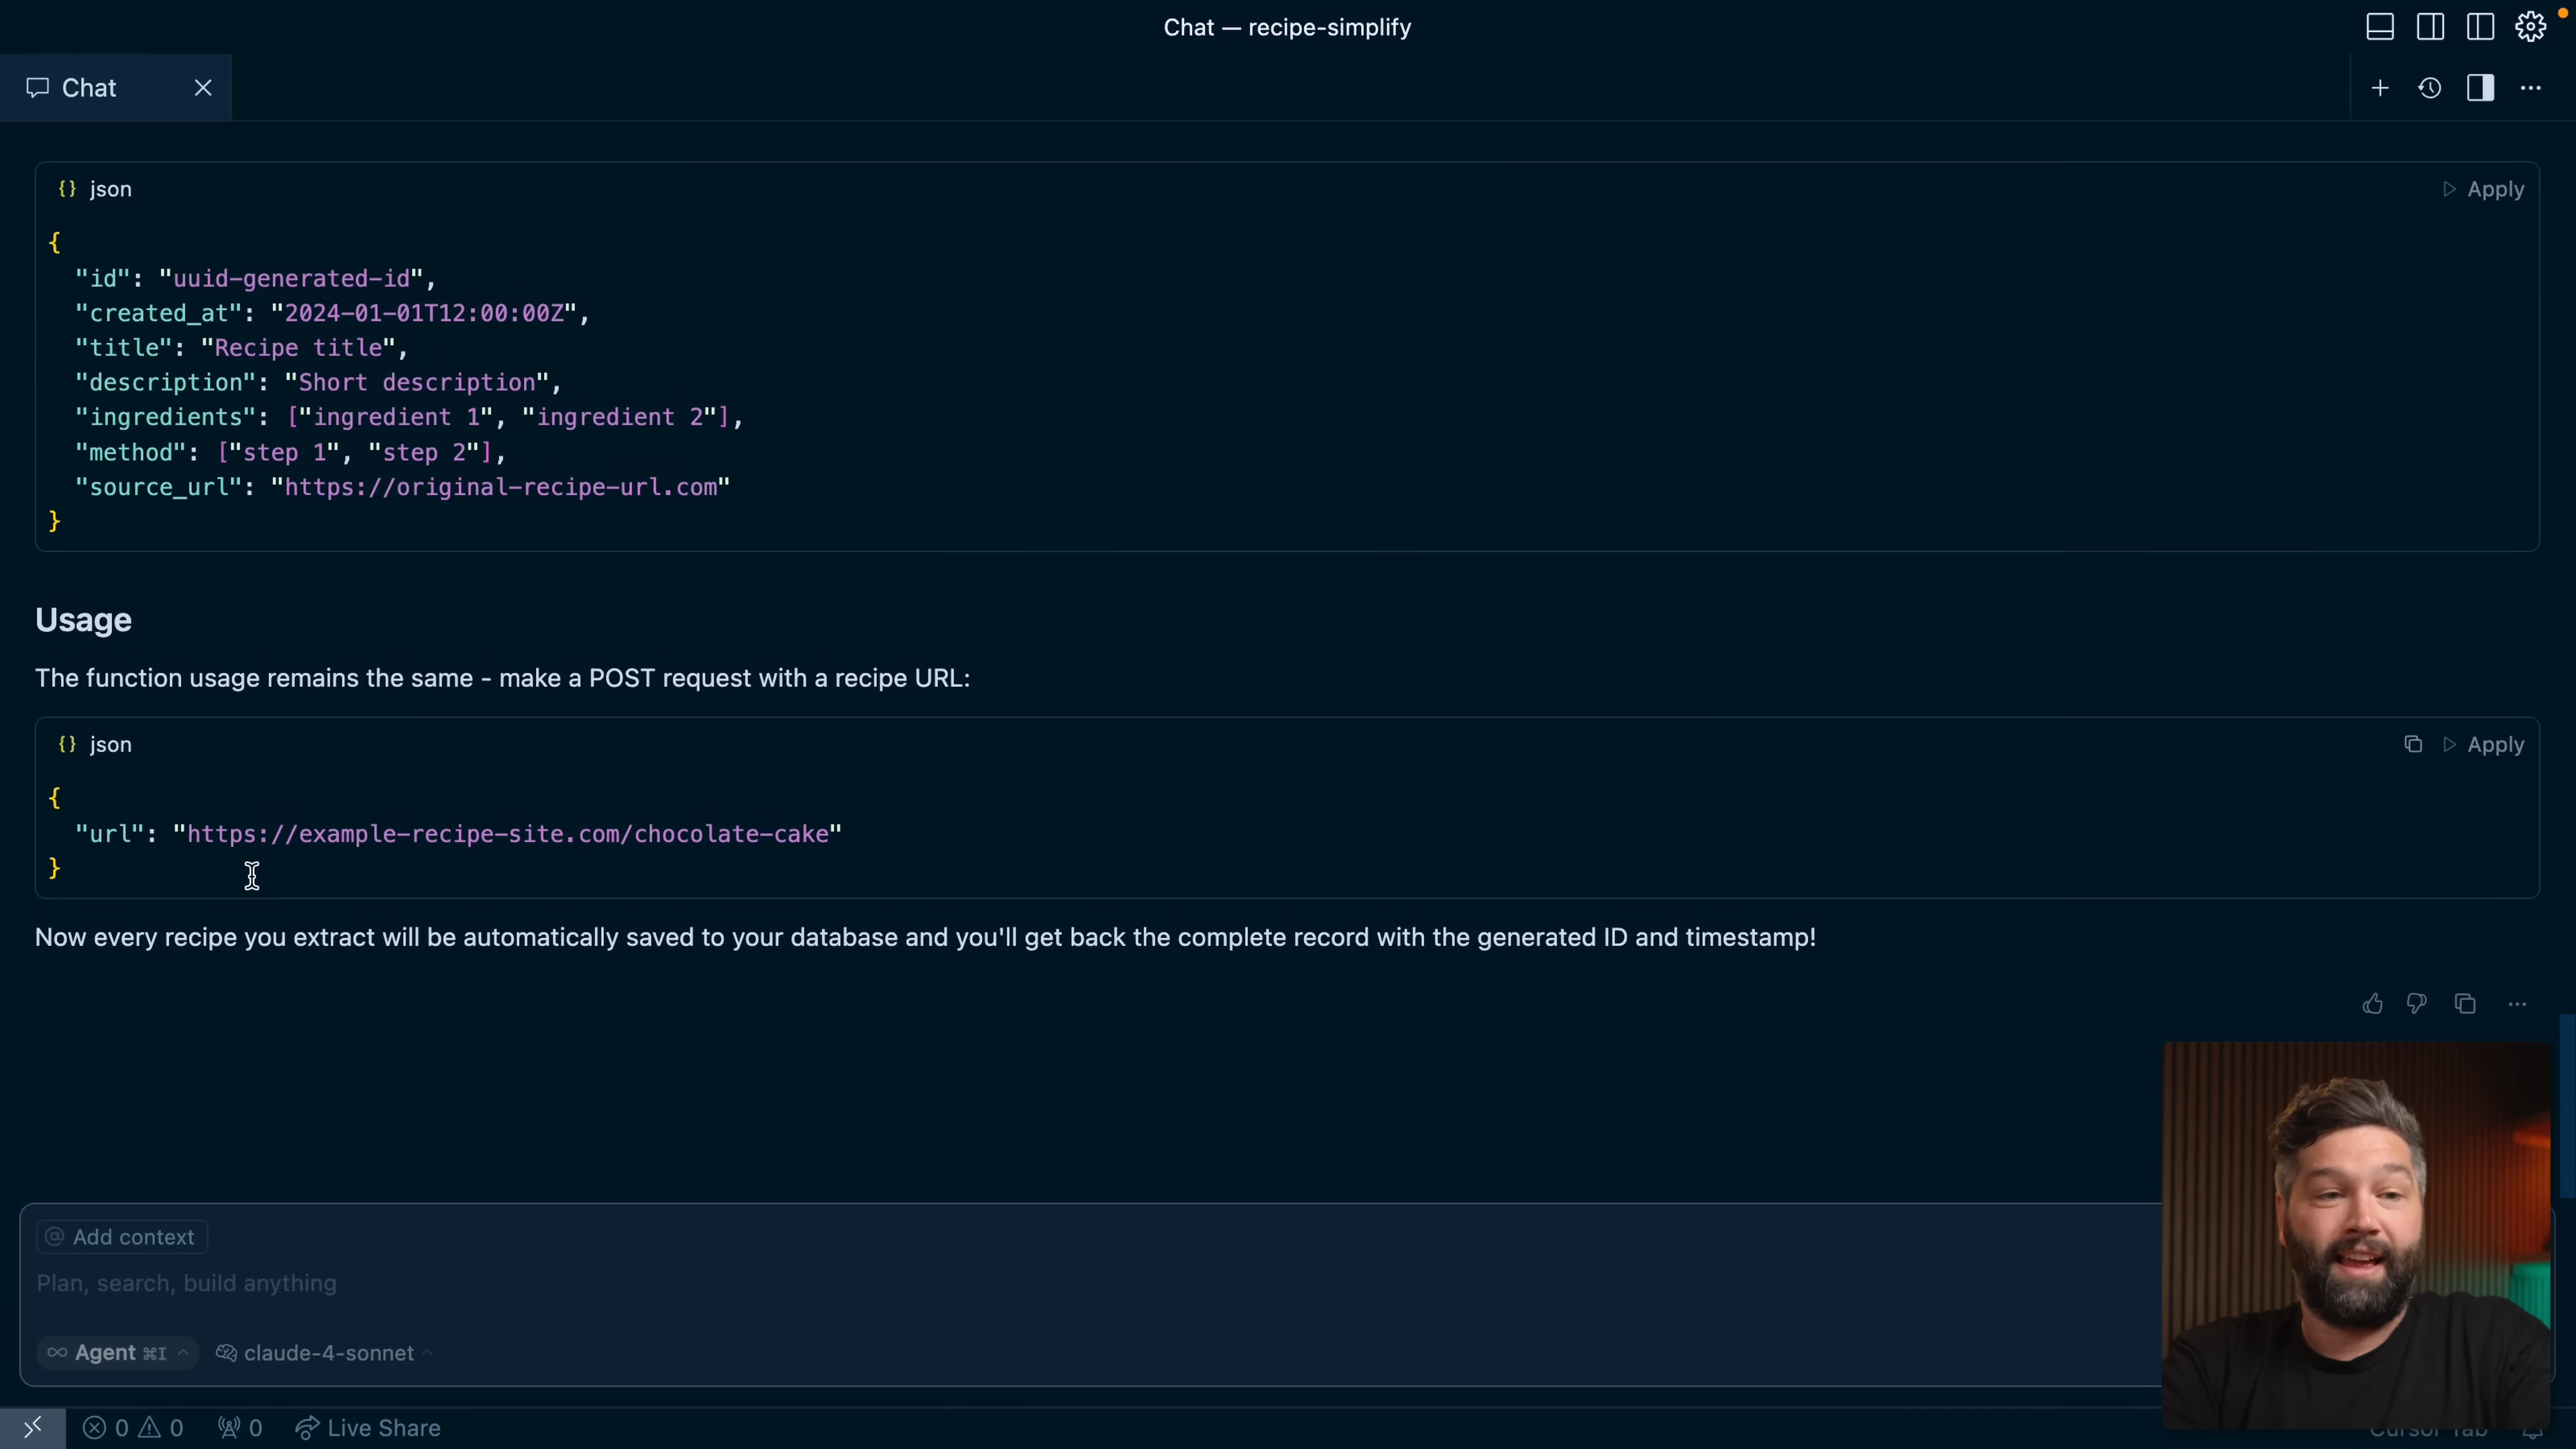 Chat — recipe-simplify
Chat
{} json
Apply
{
"id": "uuid-generated-id",
"created_at": "2024-01-01T12:00:00Z",
"title": "Recipe title",
"description": "Short description",
"ingredients": ["ingredient 1", "ingredient 2"],
"method": ["step 1", "step 2"],
"source_url": "https://original-recipe-url.com"
}
Usage
The function usage remains the same - make a POST request with a recipe URL:
{} json
Apply
{
"url": "https://example-recipe-site.com/chocolate-cake"
}
Now every recipe you extract will be automatically saved to your database and you'll get back the complete record with the generated ID and timestamp!
@ Add context
Plan, search, build anything
∞ Agent ⌘I
claude-4-sonnet
0 0 0 Live Share
Cursor Tab